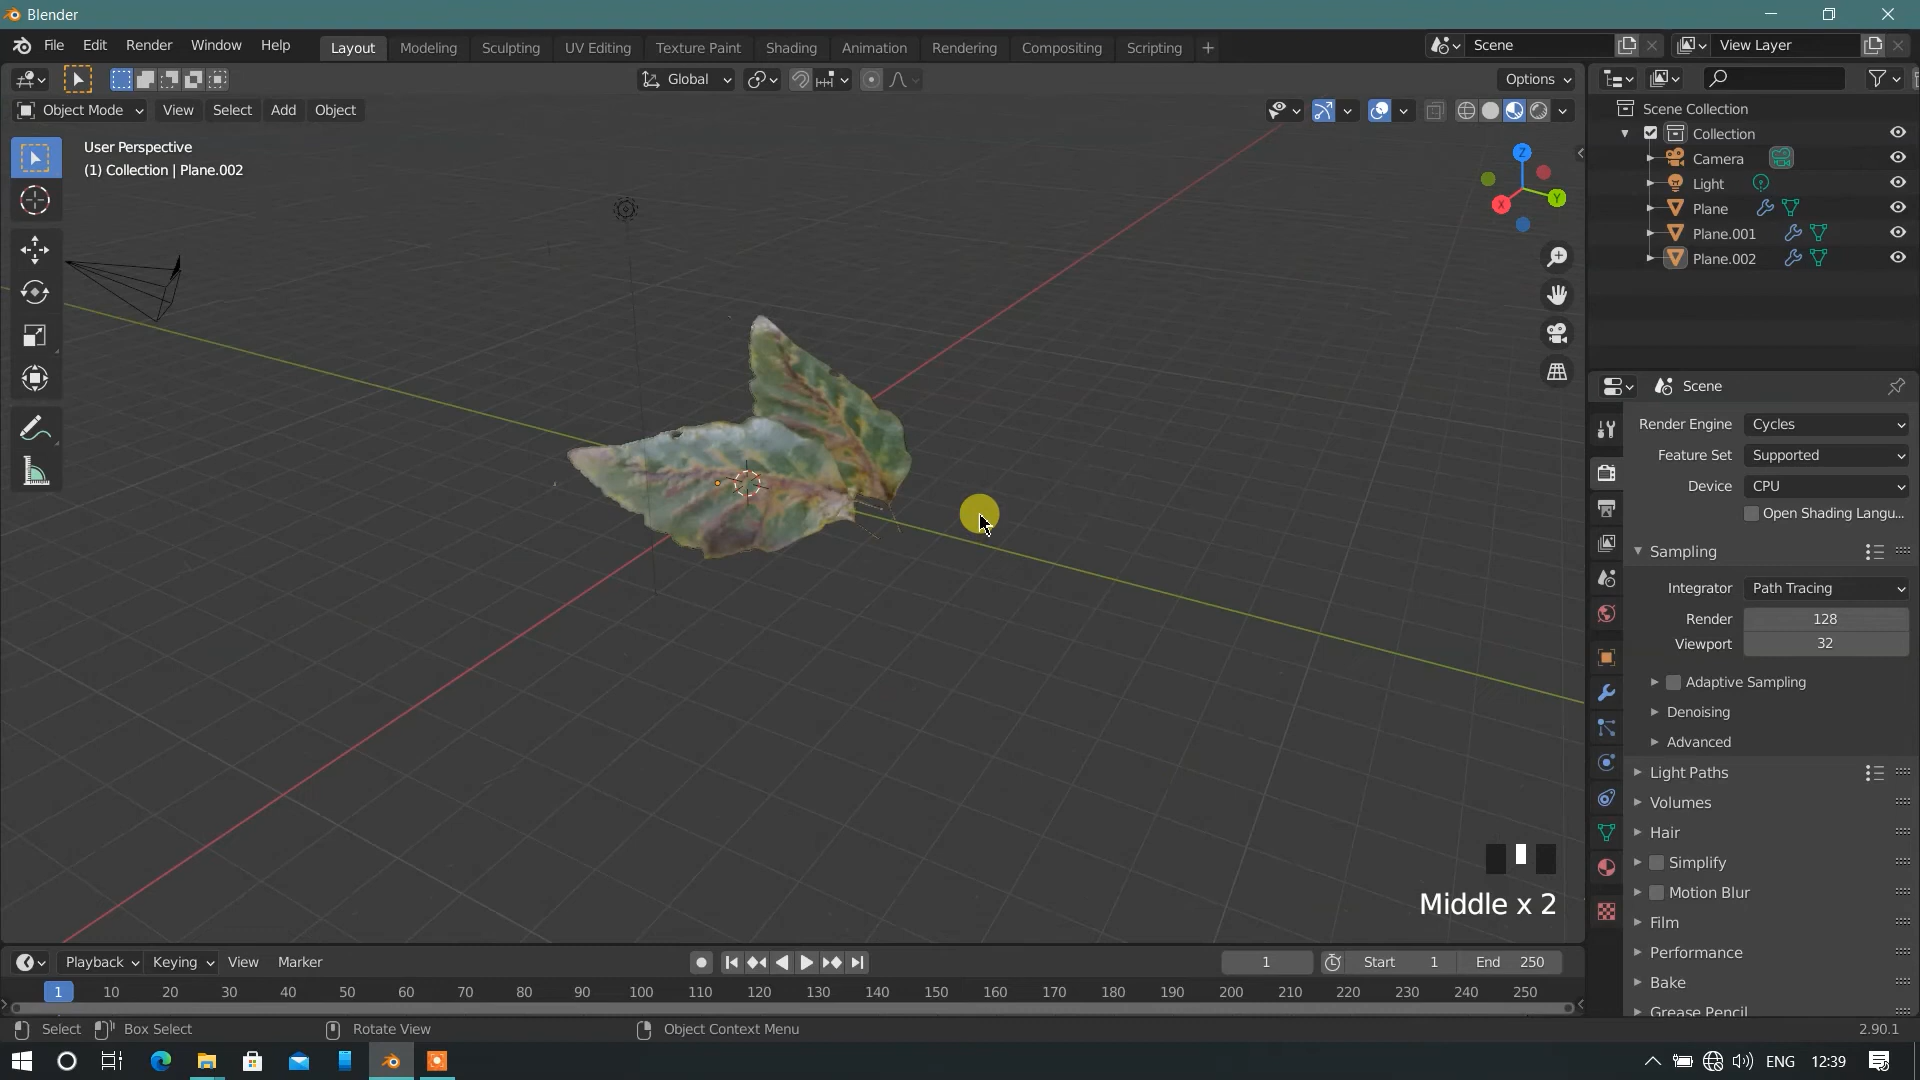 Blender
File Edit Render Window Help
Layout Modeling Sculpting UV Editing Texture Paint Shading Animation Rendering Compositing Scripting +
Scene
View Layer
Global
Options
Object Mode View Select Add Object
User Perspective
(1) Collection | Plane.002
Z
Y
X
Scene Collection
Collection
Camera
Light
Plane
Plane.001
Plane.002
Scene
Render Engine Cycles
Feature Set Supported
Device CPU
Open Shading Langu...
Sampling
Integrator Path Tracing
Render 128
Viewport 32
Adaptive Sampling
Denoising
Advanced
Light Paths
Volumes
Hair
Simplify
Motion Blur
Film
Performance
Bake
Grease Pencil
Middle x 2
Playback Keying View Marker
1 Start 1 End 250
1 10 20 30 40 50 60 70 80 90 100 110 120 130 140 150 160 170 180 190 200 210 220 230 240 250
Select Box Select Rotate View Object Context Menu 2.90.1
ENG 12:39